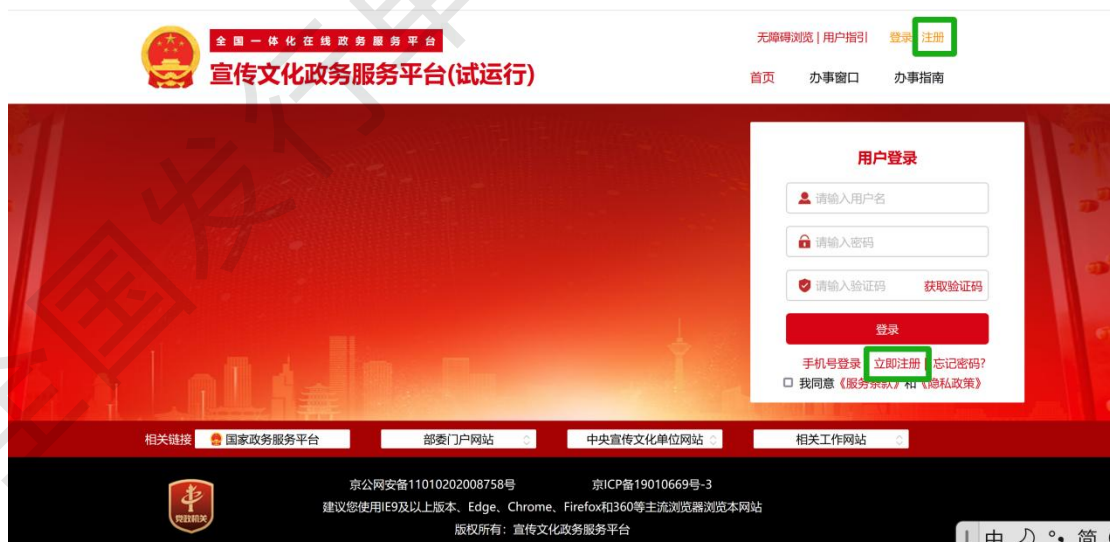 全国一体化在线政务服务平台
宣传文化政务服务平台(试运行)
无障碍浏览 | 用户指引 登录 注册
首页 办事窗口 办事指南
用户登录
请输入用户名
请输入密码
请输入验证码 获取验证码
登录
手机号登录 立即注册 | 忘记密码?
我同意《服务条款》和《隐私政策》
相关链接 国家政务服务平台 部委门户网站 中央宣传文化单位网站 相关工作网站
党政机关
京公网安备11010202008758号 京ICP备19010669号-3
建议您使用IE9及以上版本、Edge、Chrome、Firefox和360等主流浏览器浏览本网站
版权所有：宣传文化政务服务平台
中 简
全国发行单